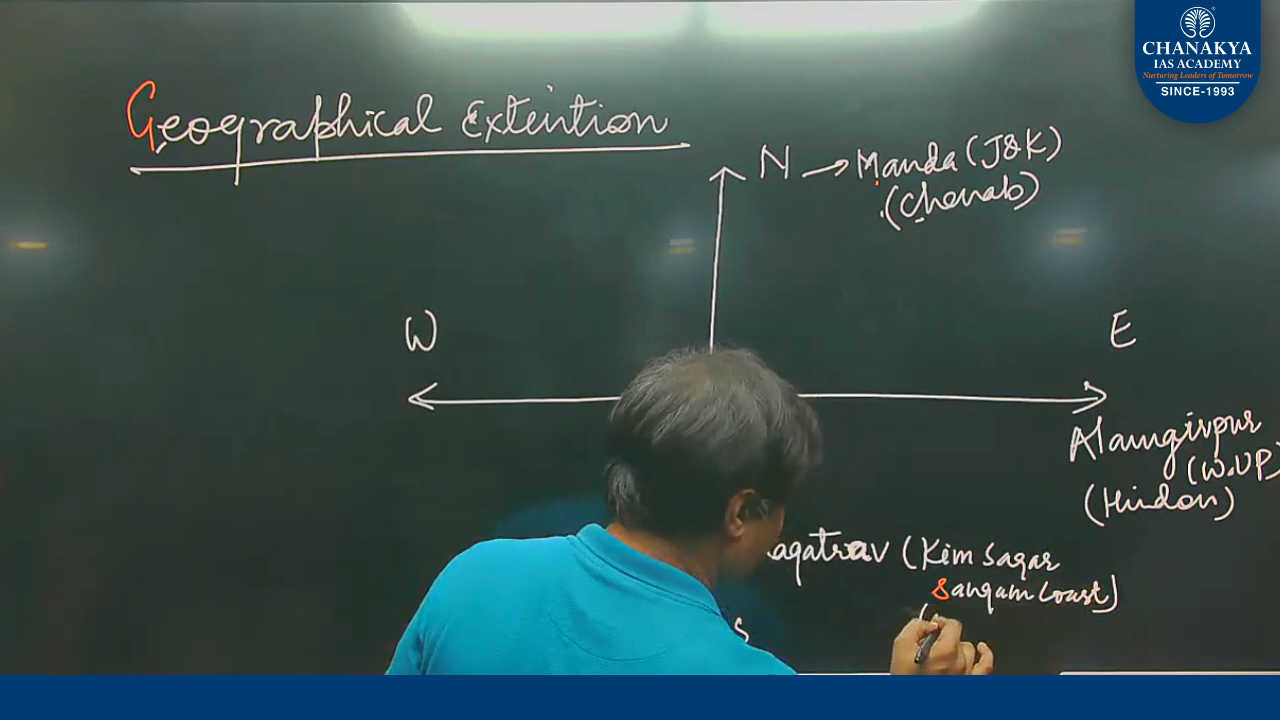 CHANAKYA
IAS ACADEMY
Nurturing Leaders of Tomorrow
SINCE-1993
Geographical Extention
N → Manda (J&K)
(Chenab)
W
E
Alamgirpur
(W.UP)
(Hindon)
agatrav (Kim Sagar
Sangam Coast)
S